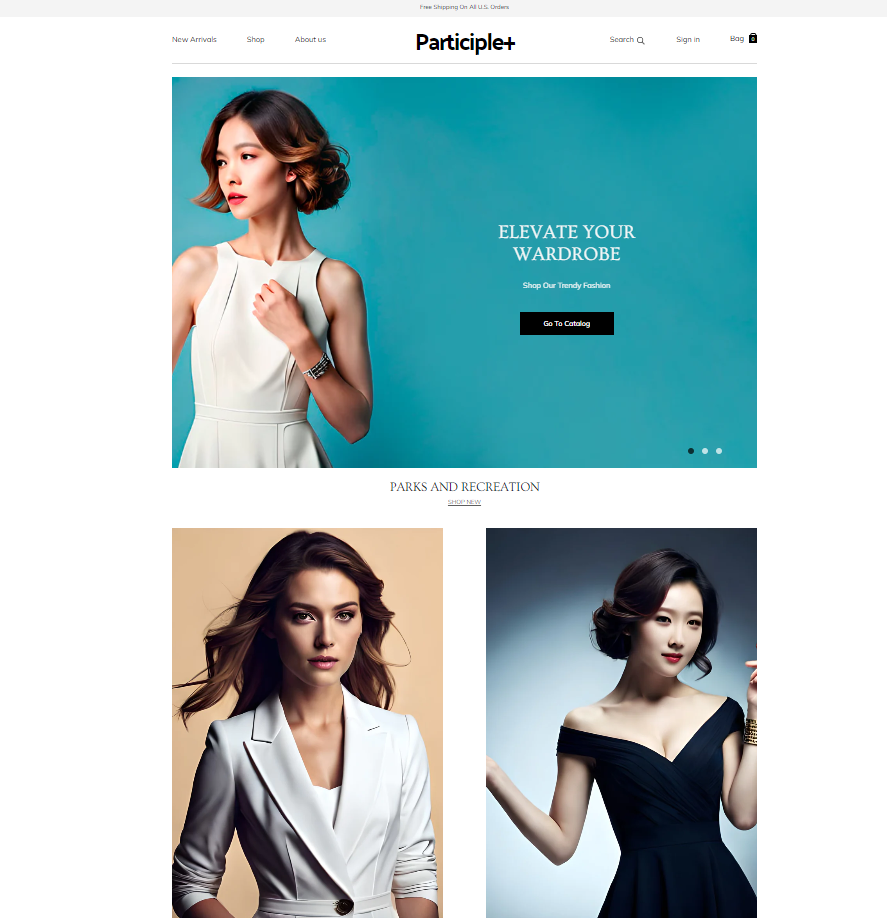 Free Shipping On All U.S. Orders
New Arrivals
Shop
About us
Participle+
Search
Sign in
Bag
0
ELEVATE YOUR
WARDROBE
Shop Our Trendy Fashion
Go To Catalog
PARKS AND RECREATION
SHOP NEW